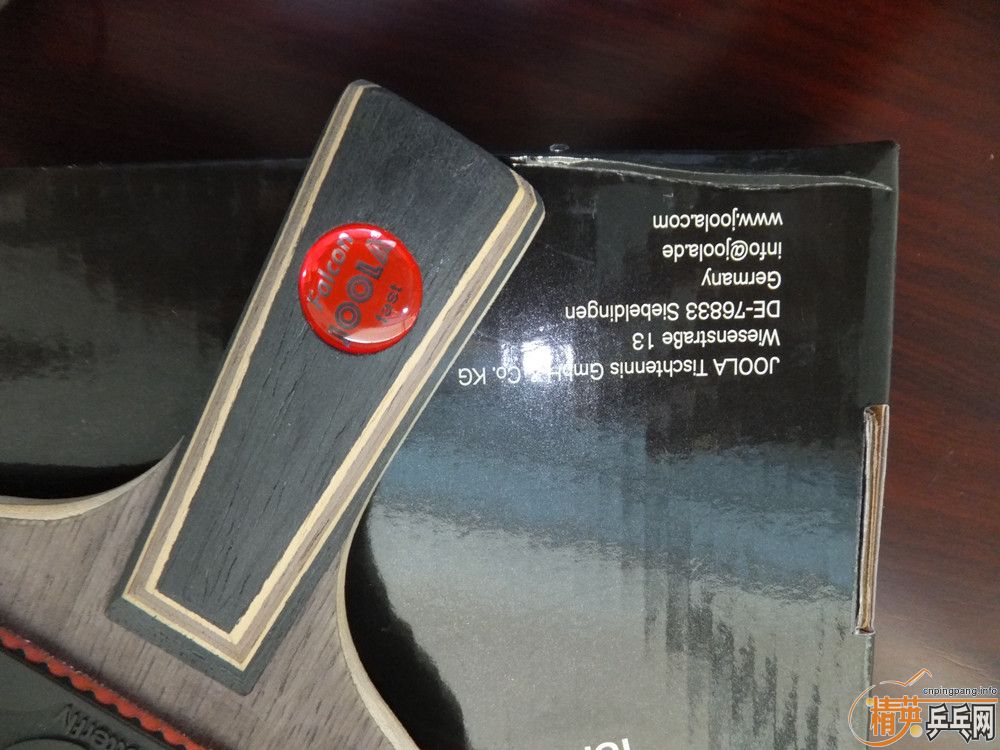 falcon
JOOLA
fast
JOOLA Tischtennis GmbH & Co. KG
Wiesenstraße 13
DE-76833 Siebeldingen
Germany
info@joola.de
www.joola.com
cnpingpang.info
精英乒乓网